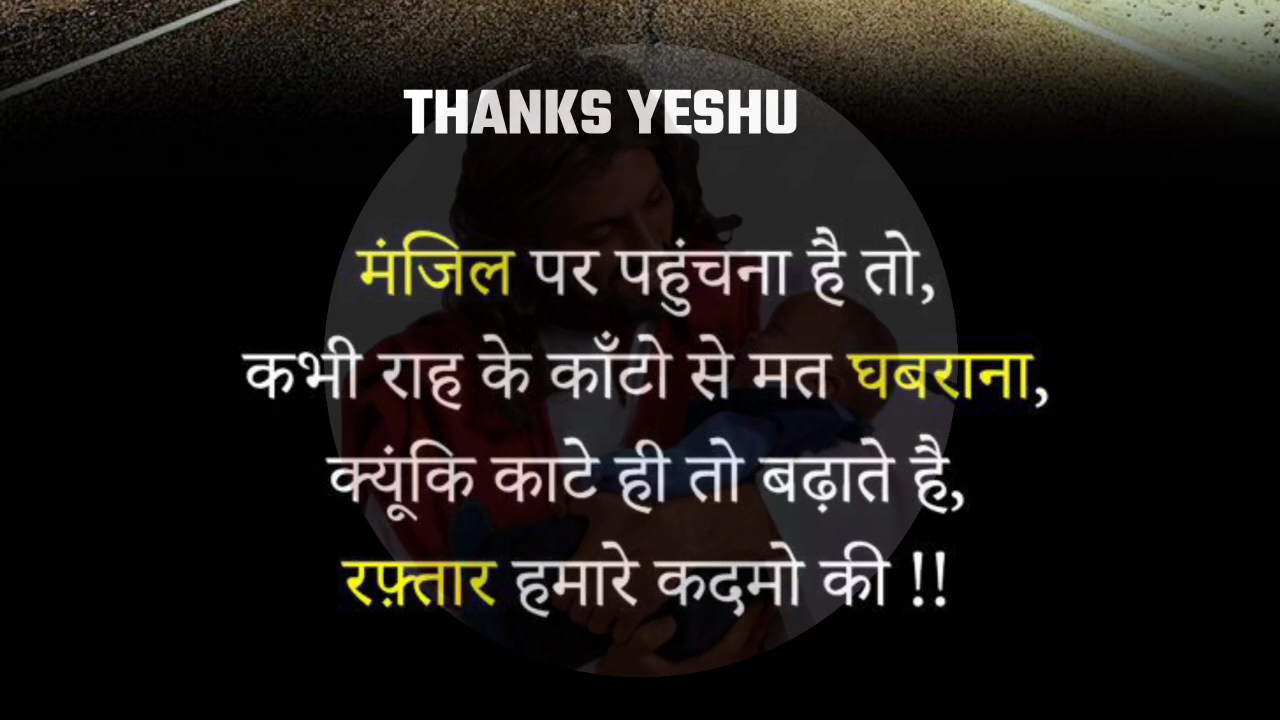 THANKS YESHU
मंजिल पर पहुंचना है तो,
कभी राह के काँटो से मत घबराना,
क्यूंकि काटे ही तो बढ़ाते है,
रफ़्तार हमारे कदमो की !!